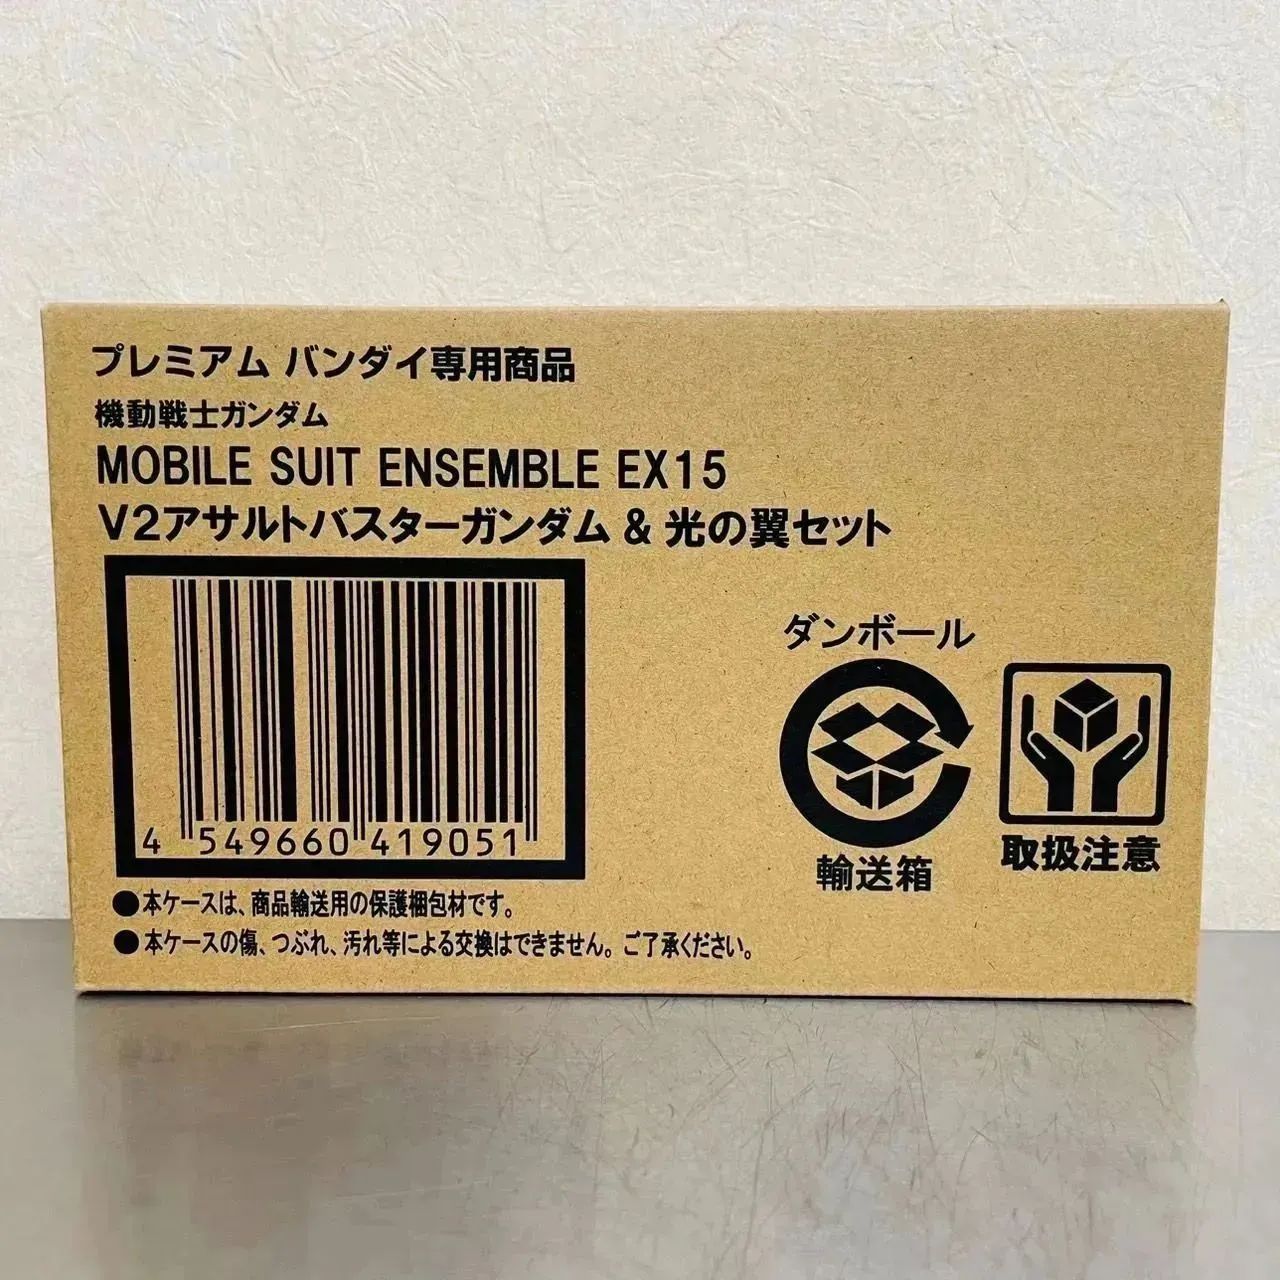 プレミアム バンダイ専用商品
機動戦士ガンダム
MOBILE SUIT ENSEMBLE EX15
V2アサルトバスターガンダム & 光の翼セット
4 549660 419051
ダンボール
輸送箱
取扱注意
●本ケースは、商品輸送用の保護梱包材です。
●本ケースの傷、つぶれ、汚れ等による交換はできません。ご了承ください。